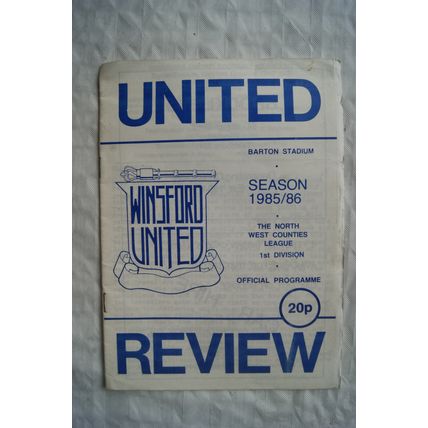 UNITED
BARTON STADIUM
SEASON
1985/86
THE NORTH
WEST COUNTIES
LEAGUE
1st DIVISION
OFFICIAL PROGRAMME
20p
WINSFORD
UNITED
REVIEW